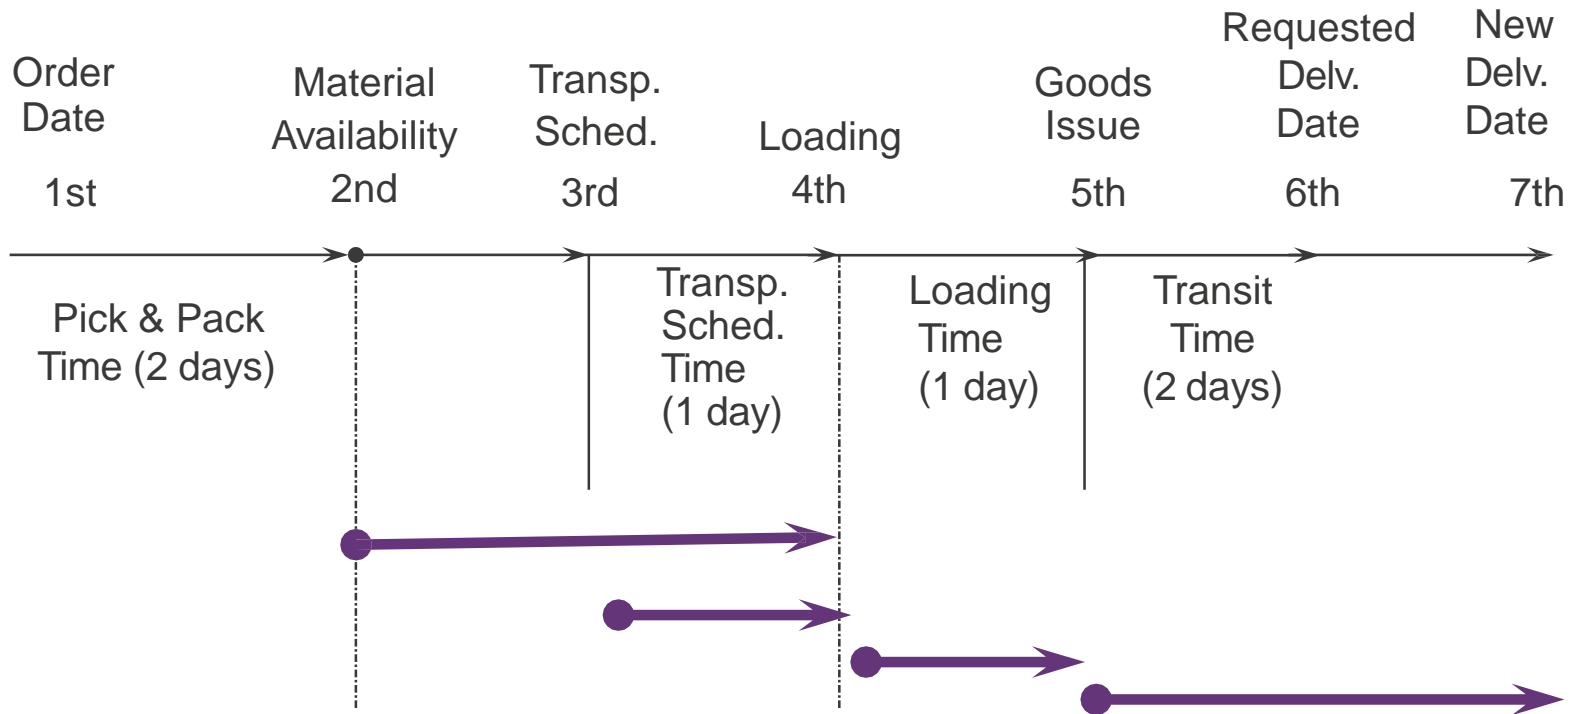 Order
Date
1st
Material
Availability
2nd
Transp.
Sched.
3rd
Loading
4th
Goods
Issue
5th
Requested
Delv.
Date
6th
New
Delv.
Date
7th
Pick & Pack
Time (2 days)
Transp.
Sched.
Time
(1 day)
Loading
Time
(1 day)
Transit
Time
(2 days)